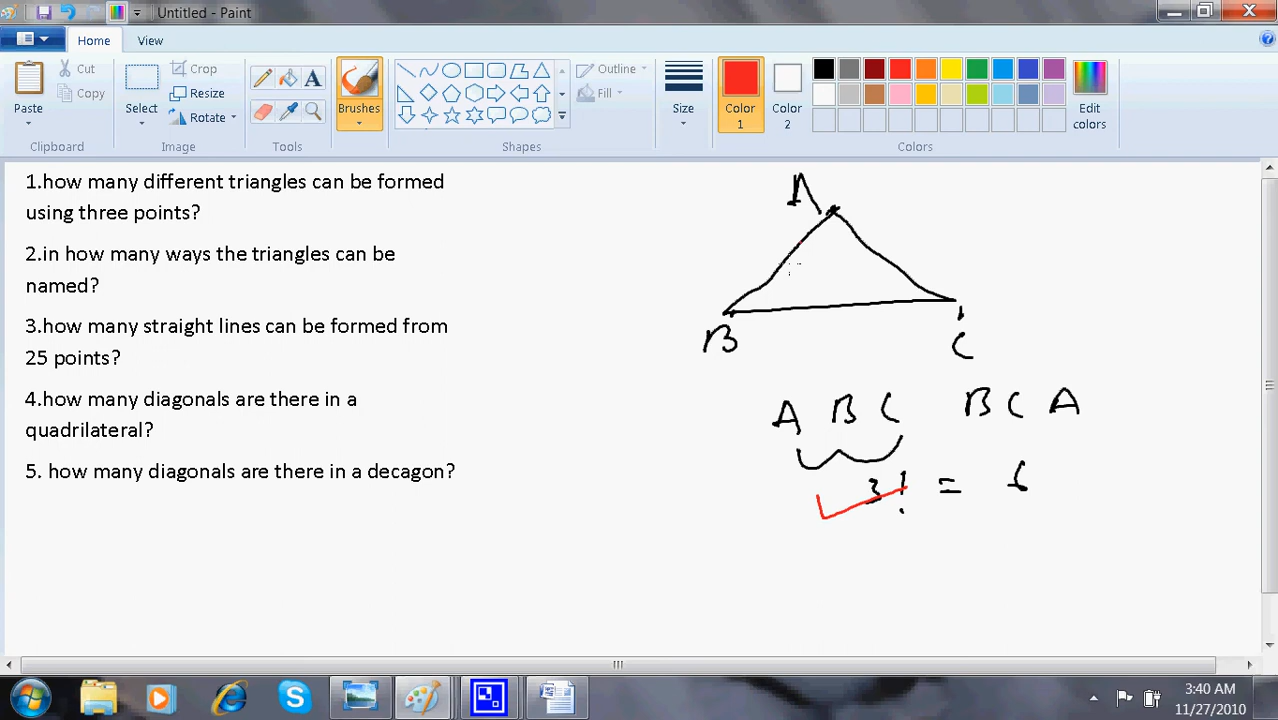 Untitled - Paint
Home
View
Paste
Cut
Copy
Clipboard
Select
Crop
Resize
Rotate
Image
A
Tools
Brushes
Shapes
Outline
Fill
Size
Color 1
Color 2
Edit colors
Colors
1.how many different triangles can be formed
using three points?
2.in how many ways the triangles can be
named?
3.how many straight lines can be formed from
25 points?
4.how many diagonals are there in a
quadrilateral?
5. how many diagonals are there in a decagon?
A
B
C
A B C B C A
3! = 6
3:40 AM
11/27/2010